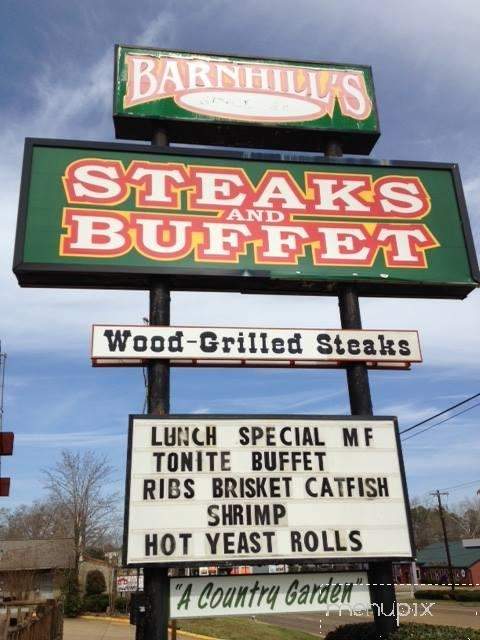 BARNHILL'S
STEAKS
AND
BUFFET
Wood-Grilled Steaks
LUNCH SPECIAL MF
TONITE BUFFET
RIBS BRISKET CATFISH
SHRIMP
HOT YEAST ROLLS
"A Country Garden"
menupix